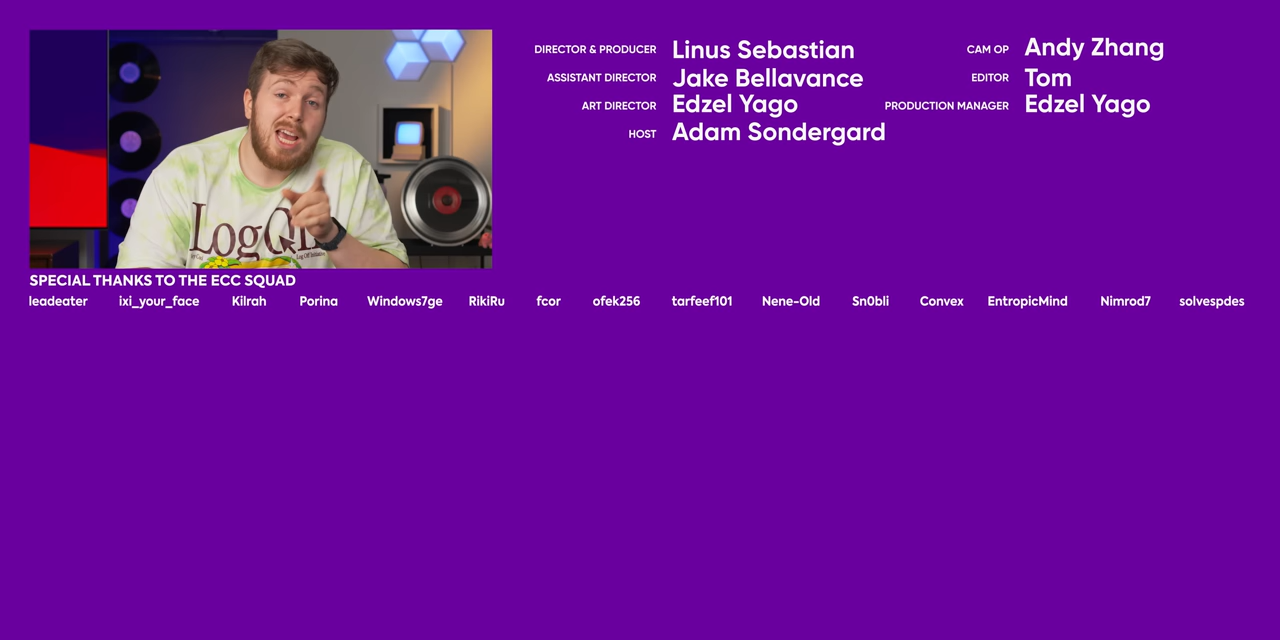 DIRECTOR & PRODUCER Linus Sebastian
ASSISTANT DIRECTOR Jake Bellavance
ART DIRECTOR Edzel Yago
HOST Adam Sondergard
CAM OP Andy Zhang
EDITOR Tom
PRODUCTION MANAGER Edzel Yago
LogOn
SPECIAL THANKS TO THE ECC SQUAD
leadeater ixi_your_face Kilrah Porina Windows7ge RikiRu fcor ofek256 tarfeef101 Nene-Old Sn0bli Convex EntropicMind Nimrod7 solvespdes